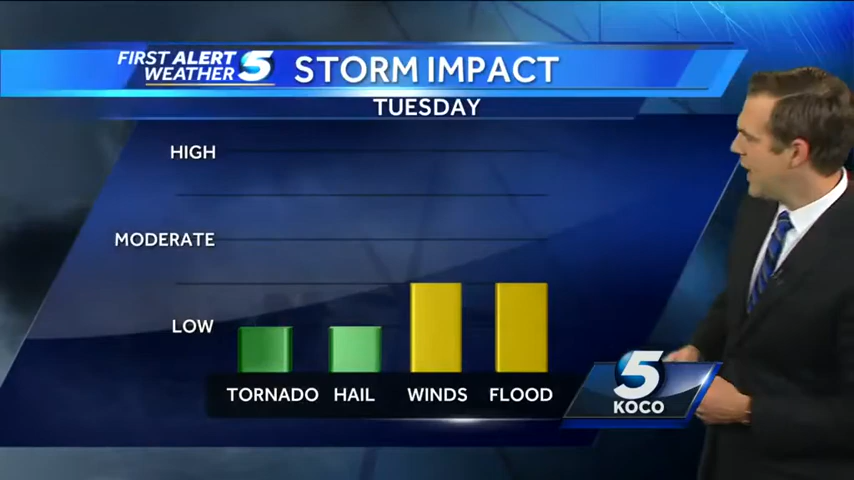 FIRST ALERT
WEATHER 5
STORM IMPACT
TUESDAY
HIGH
MODERATE
LOW
TORNADO HAIL WINDS FLOOD
5
KOCO